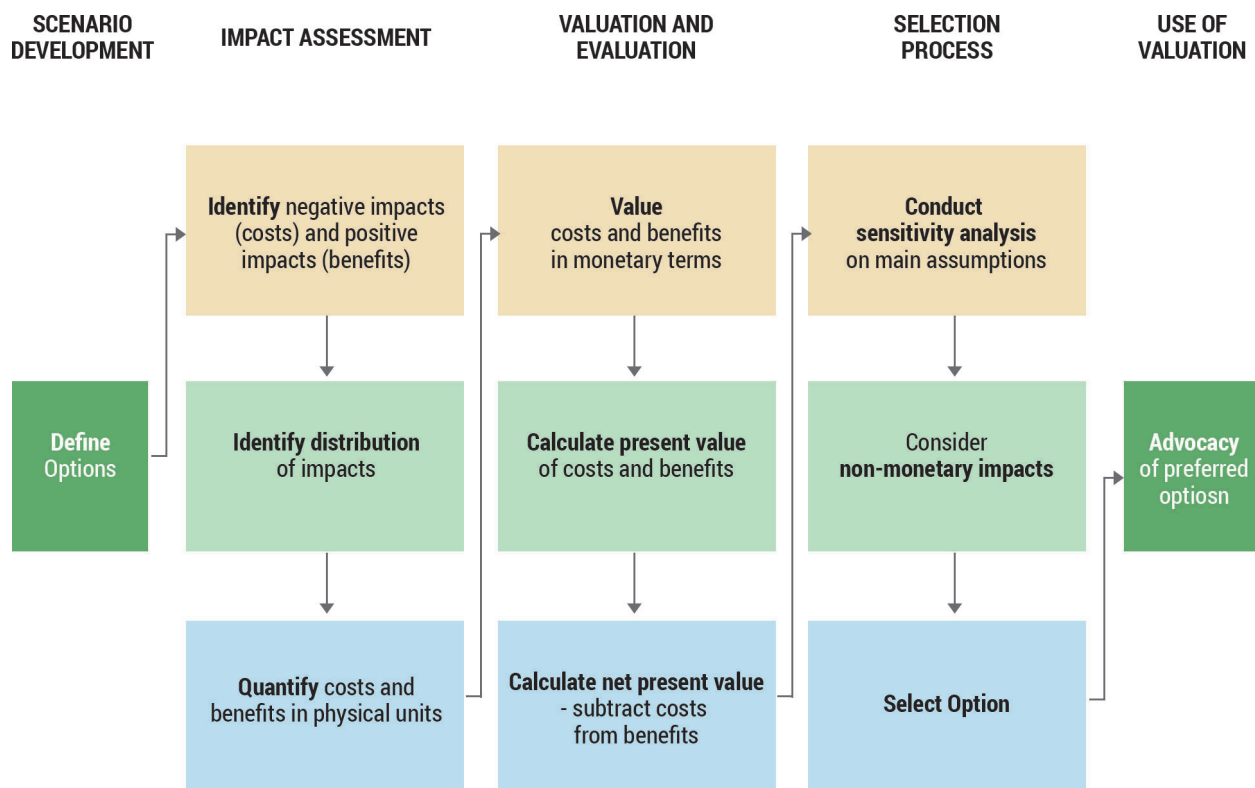 SCENARIO
DEVELOPMENT
IMPACT ASSESSMENT
VALUATION AND
EVALUATION
SELECTION
PROCESS
USE OF
VALUATION
Define
Options
Identify negative impacts
(costs) and positive
impacts (benefits)
Identify distribution
of impacts
Quantify costs and
benefits in physical units
Value
costs and benefits
in monetary terms
Calculate present value
of costs and benefits
Calculate net present value
- subtract costs
from benefits
Conduct
sensitivity analysis
on main assumptions
Consider
non-monetary impacts
Select Option
Advocacy
of preferred
optiosn